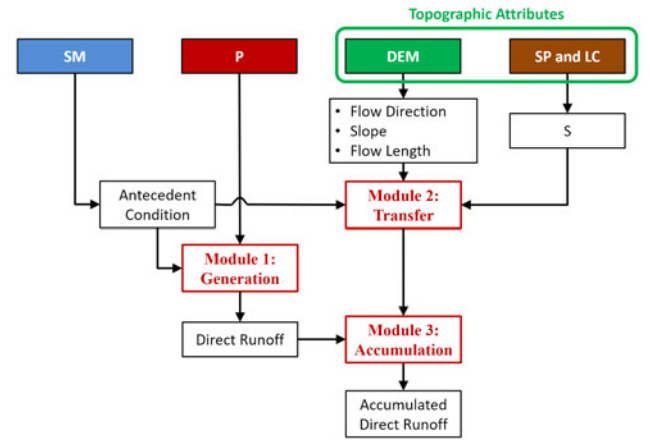 Topographic Attributes
SM
P
DEM
SP and LC
• Flow Direction
• Slope
• Flow Length
S
Antecedent
Condition
Module 2:
Transfer
Module 1:
Generation
Direct Runoff
Module 3:
Accumulation
Accumulated
Direct Runoff